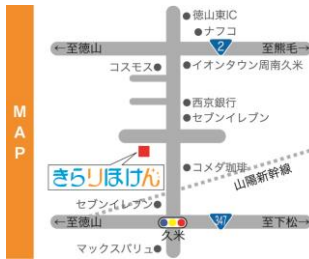 MAP
徳山東IC
ナフコ
2
←至徳山
至熊毛→
コスモス
イオンタウン周南久米
西京銀行
セブンイレブン
きらりほけん
コメダ珈琲
山陽新幹線
セブンイレブン
←至徳山
347
至下松→
久米
マックスバリュ